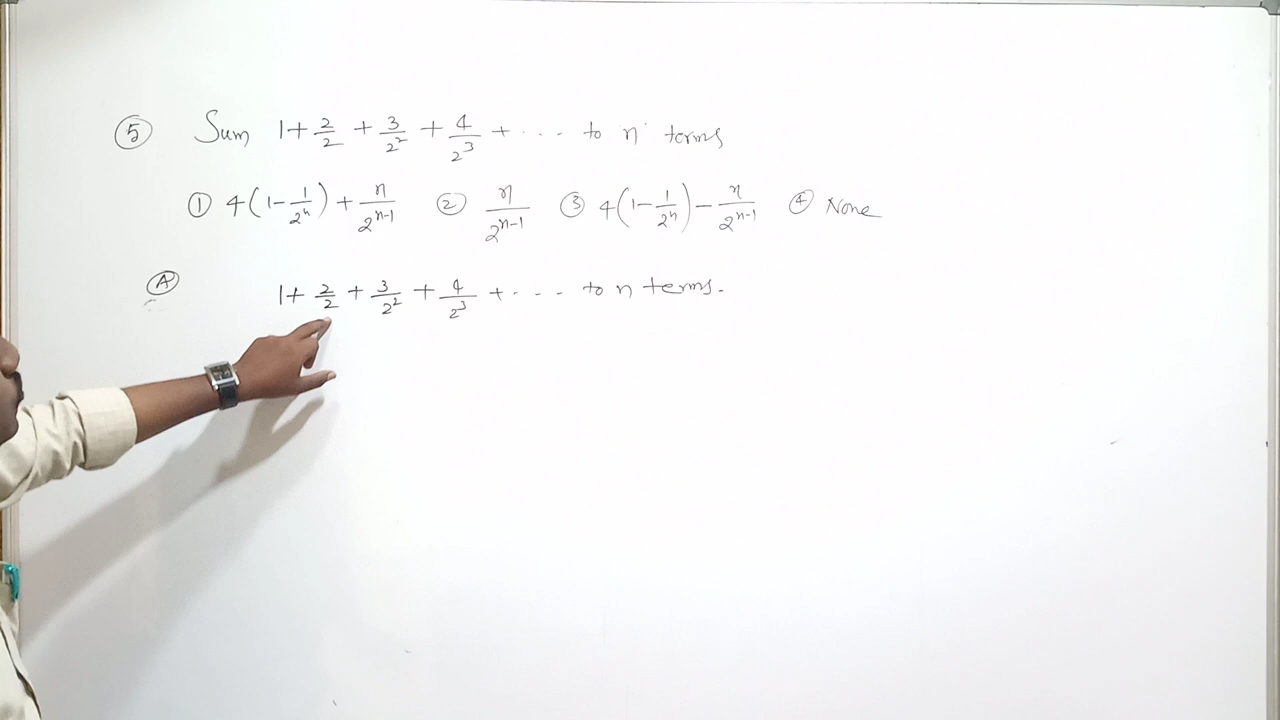 ⑤ Sum 1 + 2/2 + 3/2² + 4/2³ + ... to n terms
① 4(1 - 1/2ⁿ) + n/2ⁿ⁻¹ ② n/2ⁿ⁻¹ ③ 4(1 - 1/2ⁿ) - n/2ⁿ⁻¹ ④ None
Ⓐ 1 + 2/2 + 3/2² + 4/2³ + .... to n terms.